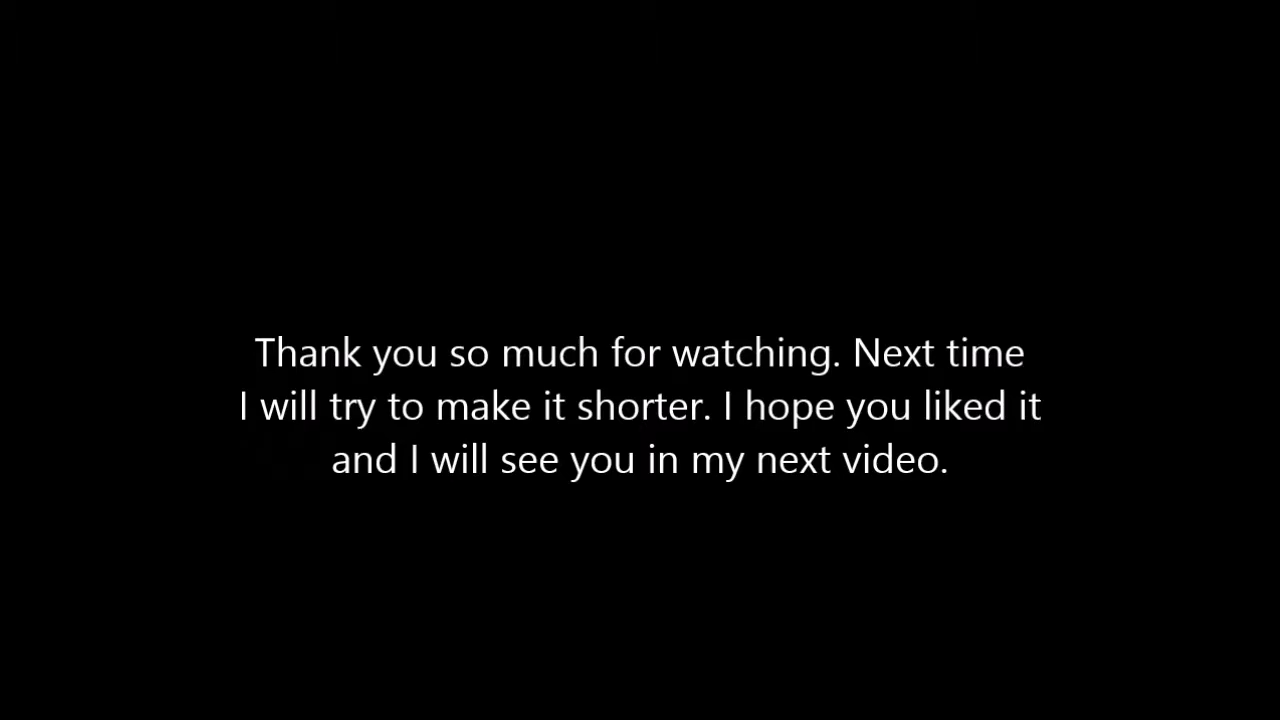 Thank you so much for watching. Next time
I will try to make it shorter. I hope you liked it
and I will see you in my next video.